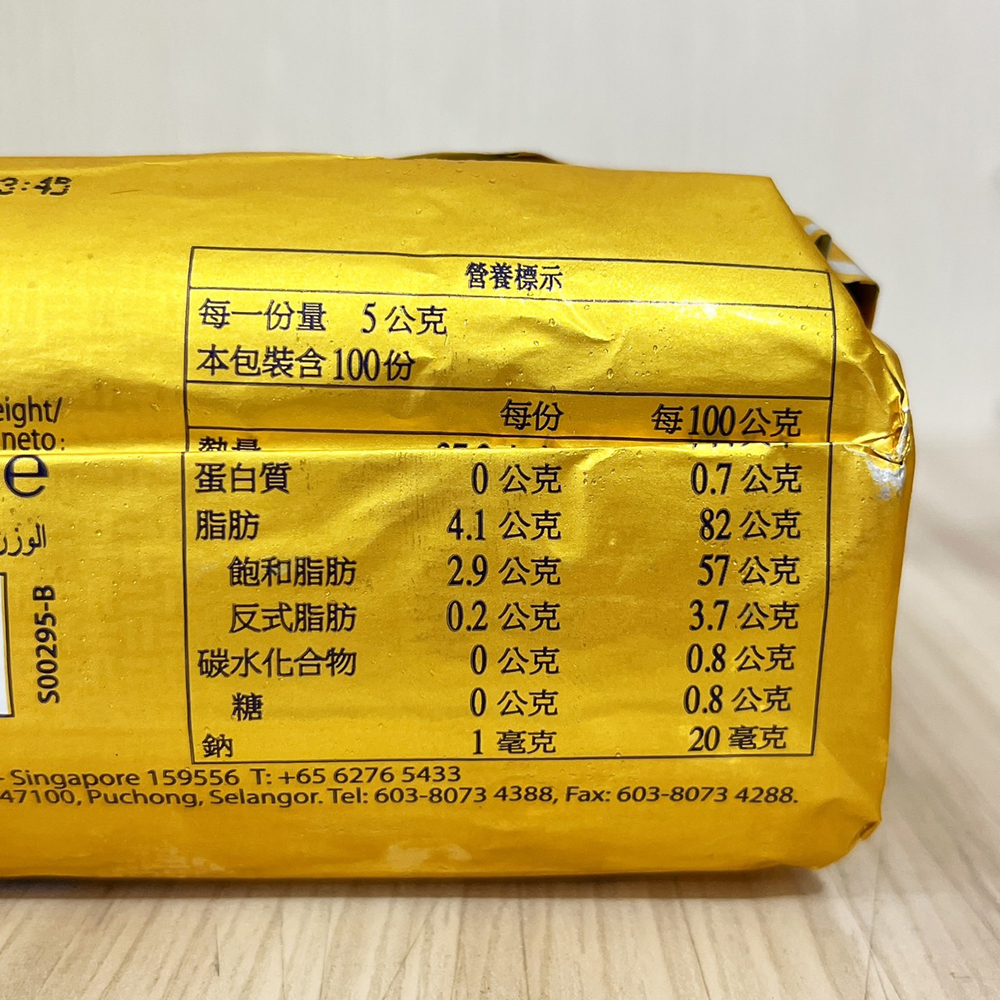 3:43
營養標示
每一份量 5公克
本包裝含100份
每份 每100公克
熱量
蛋白質 0 公克 0.7 公克
脂肪 4.1 公克 82 公克
飽和脂肪 2.9 公克 57 公克
反式脂肪 0.2 公克 3.7 公克
碳水化合物 0 公克 0.8 公克
糖 0 公克 0.8 公克
鈉 1 毫克 20 毫克
eight/
neto:
e
الوزن
S00295-B
- Singapore 159556 T: +65 6276 5433
47100, Puchong, Selangor. Tel: 603-8073 4388, Fax: 603-8073 4288.